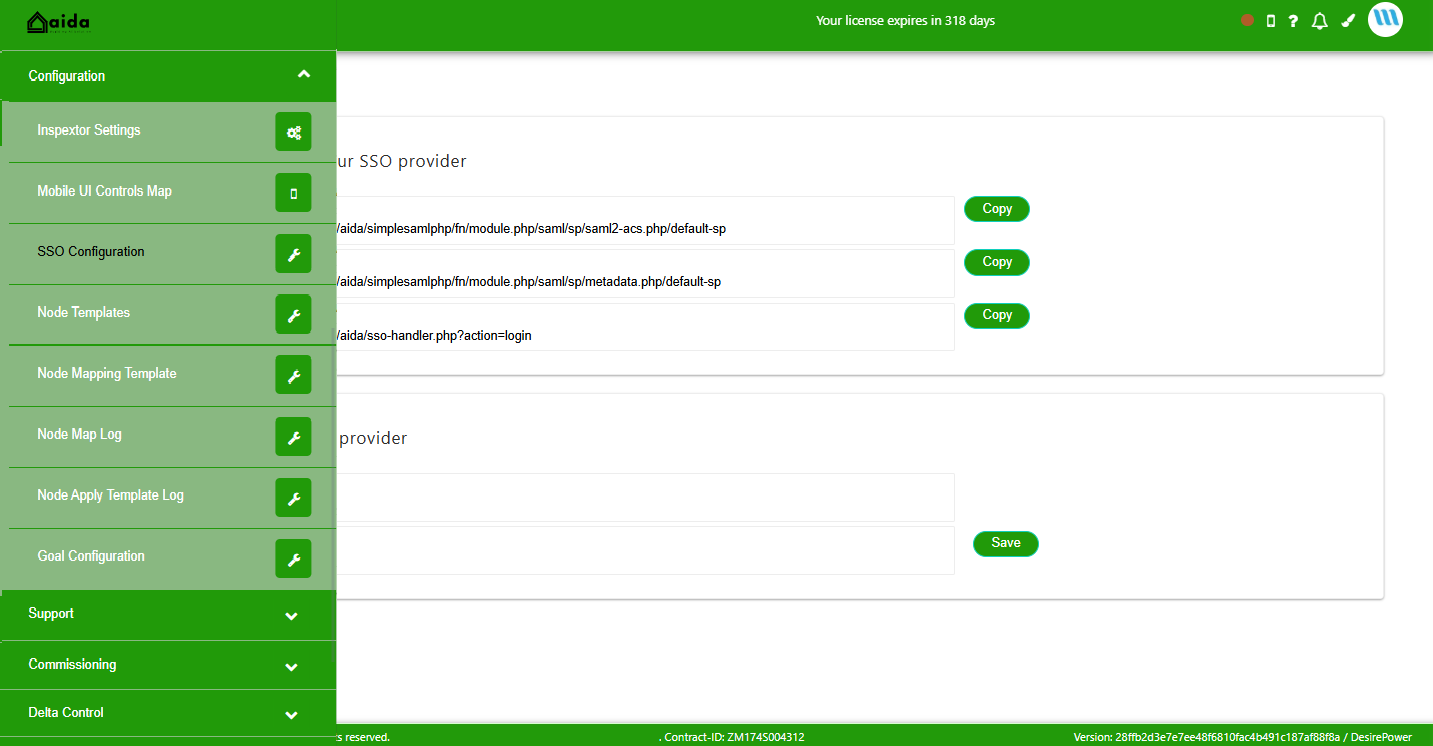 aida
Your license expires in 318 days
Configuration
Inspextor Settings
Mobile UI Controls Map
SSO Configuration
Node Templates
Node Mapping Template
Node Map Log
Node Apply Template Log
Goal Configuration
Support
Commissioning
Delta Control
ur SSO provider
/aida/simplesamlphp/fn/module.php/saml/sp/saml2-acs.php/default-sp
Copy
/aida/simplesamlphp/fn/module.php/saml/sp/metadata.php/default-sp
Copy
/aida/sso-handler.php?action=login
Copy
provider
Save
s reserved.
. Contract-ID: ZM174S004312
Version: 28ffb2d3e7e7ee48f6810fac4b491c187af88f8a / DesirePower